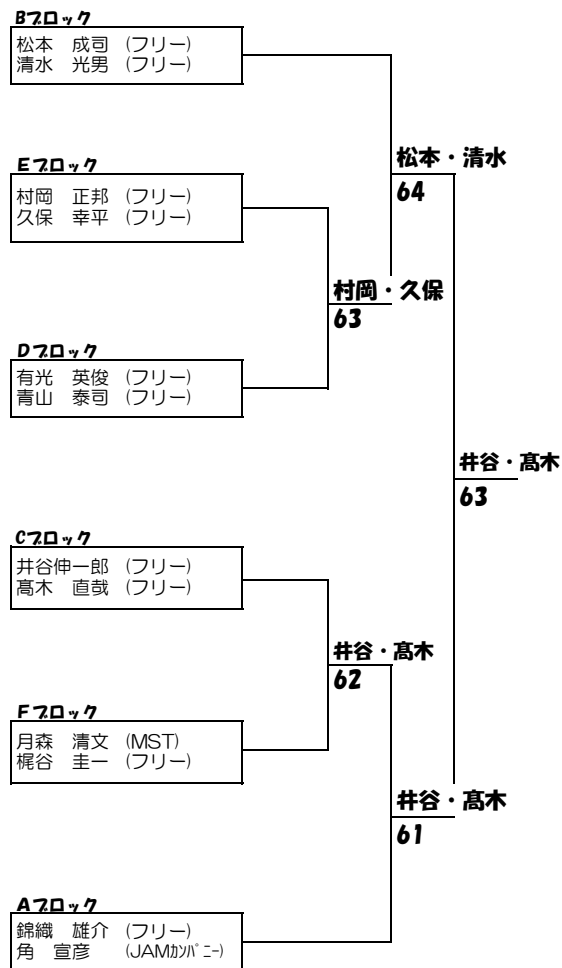 Bブロック
松本　成司　(フリー)
清水　光男　(フリー)
松本・清水
64
Eブロック
村岡　正邦　(フリー)
久保　幸平　(フリー)
村岡・久保
63
Dブロック
有光　英俊　(フリー)
青山　泰司　(フリー)
井谷・髙木
63
Cブロック
井谷伸一郎　(フリー)
髙木　直哉　(フリー)
井谷・髙木
62
Fブロック
月森　清文　(MST)
梶谷　圭一　(フリー)
井谷・髙木
61
Aブロック
錦織　雄介　(フリー)
角　宣彦　(JAMｶﾝﾊﾟﾆｰ)